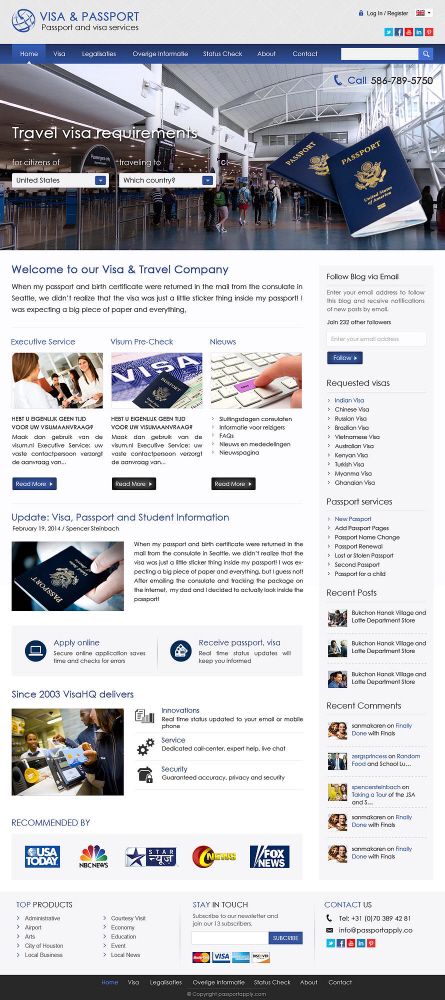 VISA & PASSPORT
Passport and visa services
Log In / Register
Home Visa Legalisaties Overige Informatie Status Check About Contact
Call 586-789-5750
Travel visa requirements
for citizens of
traveling to
United States
Which country?
PASSPORT
PASSPORT
United States
of America
Welcome to our Visa & Travel Company
When my passport and birth certificate were returned in the mail from the consulate in
Seattle, we didn't realize that the visa was just a little sticker thing inside my passport! I
was expecting a big piece of paper and everything,
Executive Service
HEBT U EIGENLIJK GEEN TIJD
VOOR UW VISUMAANVRAAG?
Maak dan gebruik van de
visum.nl Executive Service: uw
vaste contactpersoon verzorgt
de aanvraag van...
Read More
Visum Pre-Check
VISA
HEBT U EIGENLIJK GEEN TIJD
VOOR UW VISUMAANVRAAG?
Maak dan gebruik van de
visum.nl Executive Service: uw
vaste contactpersoon verzorgt
de aanvraag van...
Read More
Nieuws
Sluitingsdagen consulaten
Informatie voor reizigers
FAQs
Nieuws en mededelingen
Nieuwspagina
Read More
Update: Visa, Passport and Student Information
February 19, 2014 / Spencer Steinbach
When my passport and birth certificate were returned in the
mail from the consulate in Seattle, we didn't realize that the
visa was just a little sticker thing inside my passport! I was ex-
pecting a big piece of paper and everything, but I guess not!
After emailing the consulate and tracking the package on
the internet, my dad and I decided to actually look inside the
passport!
Apply online
Secure online application saves
time and checks for errors
Receive passport, visa
Real time status updates will
keep you informed
Since 2003 VisaHQ delivers
Innovations
Real time status updated to your email or mobile
phone
Service
Dedicated call-center, expert help, live chat
Security
Guaranteed accuracy, privacy and security
RECOMMENDED BY
USA
TODAY
NBC NEWS
STAR
न्यूज़
NEWS
FOX
NEWS
Follow Blog via Email
Enter your email address to follow
this blog and receive notifications
of new posts by email.
Join 232 other followers
Enter your email address
Follow
Requested visas
Indian Visa
Chinese Visa
Russian Visa
Brazilian Visa
Vietnamese Visa
Australian Visa
Kenyan Visa
Turkish Visa
Myanma Visa
Ghanaian Visa
Passport services
New Passport
Add Passport Pages
Passport Name Change
Passport Renewal
Lost or Stolen Passport
Second Passport
Passport for a child
Recent Posts
Bukchon Hanok Village and
Lotte Department Store
Bukchon Hanok Village and
Lotte Department Store
Bukchon Hanok Village and
Lotte Department Store
Recent Comments
sanmakaren on Finally
Done with Finals
zergsprincess on Random
Food and School Lu...
spencersteinbach on
Taking a Tour of the JSA
and S...
sanmakaren on Finally
Done with Finals
sanmakaren on Finally
Done with Finals
TOP PRODUCTS
Administrative
Airport
Arts
City of Houston
Local Business
Courtesy Visit
Economy
Education
Event
Local News
STAY IN TOUCH
Subscribe to our newsletter and
join our 13 subscribers.
SUBSCRIBE
VISA
CONTACT US
Tel: +31 (0)70 389 42 81
info@passportapply.co
Home Visa Legalisaties Overige Informatie Status Check About Contact
© Copyright passportapply.com